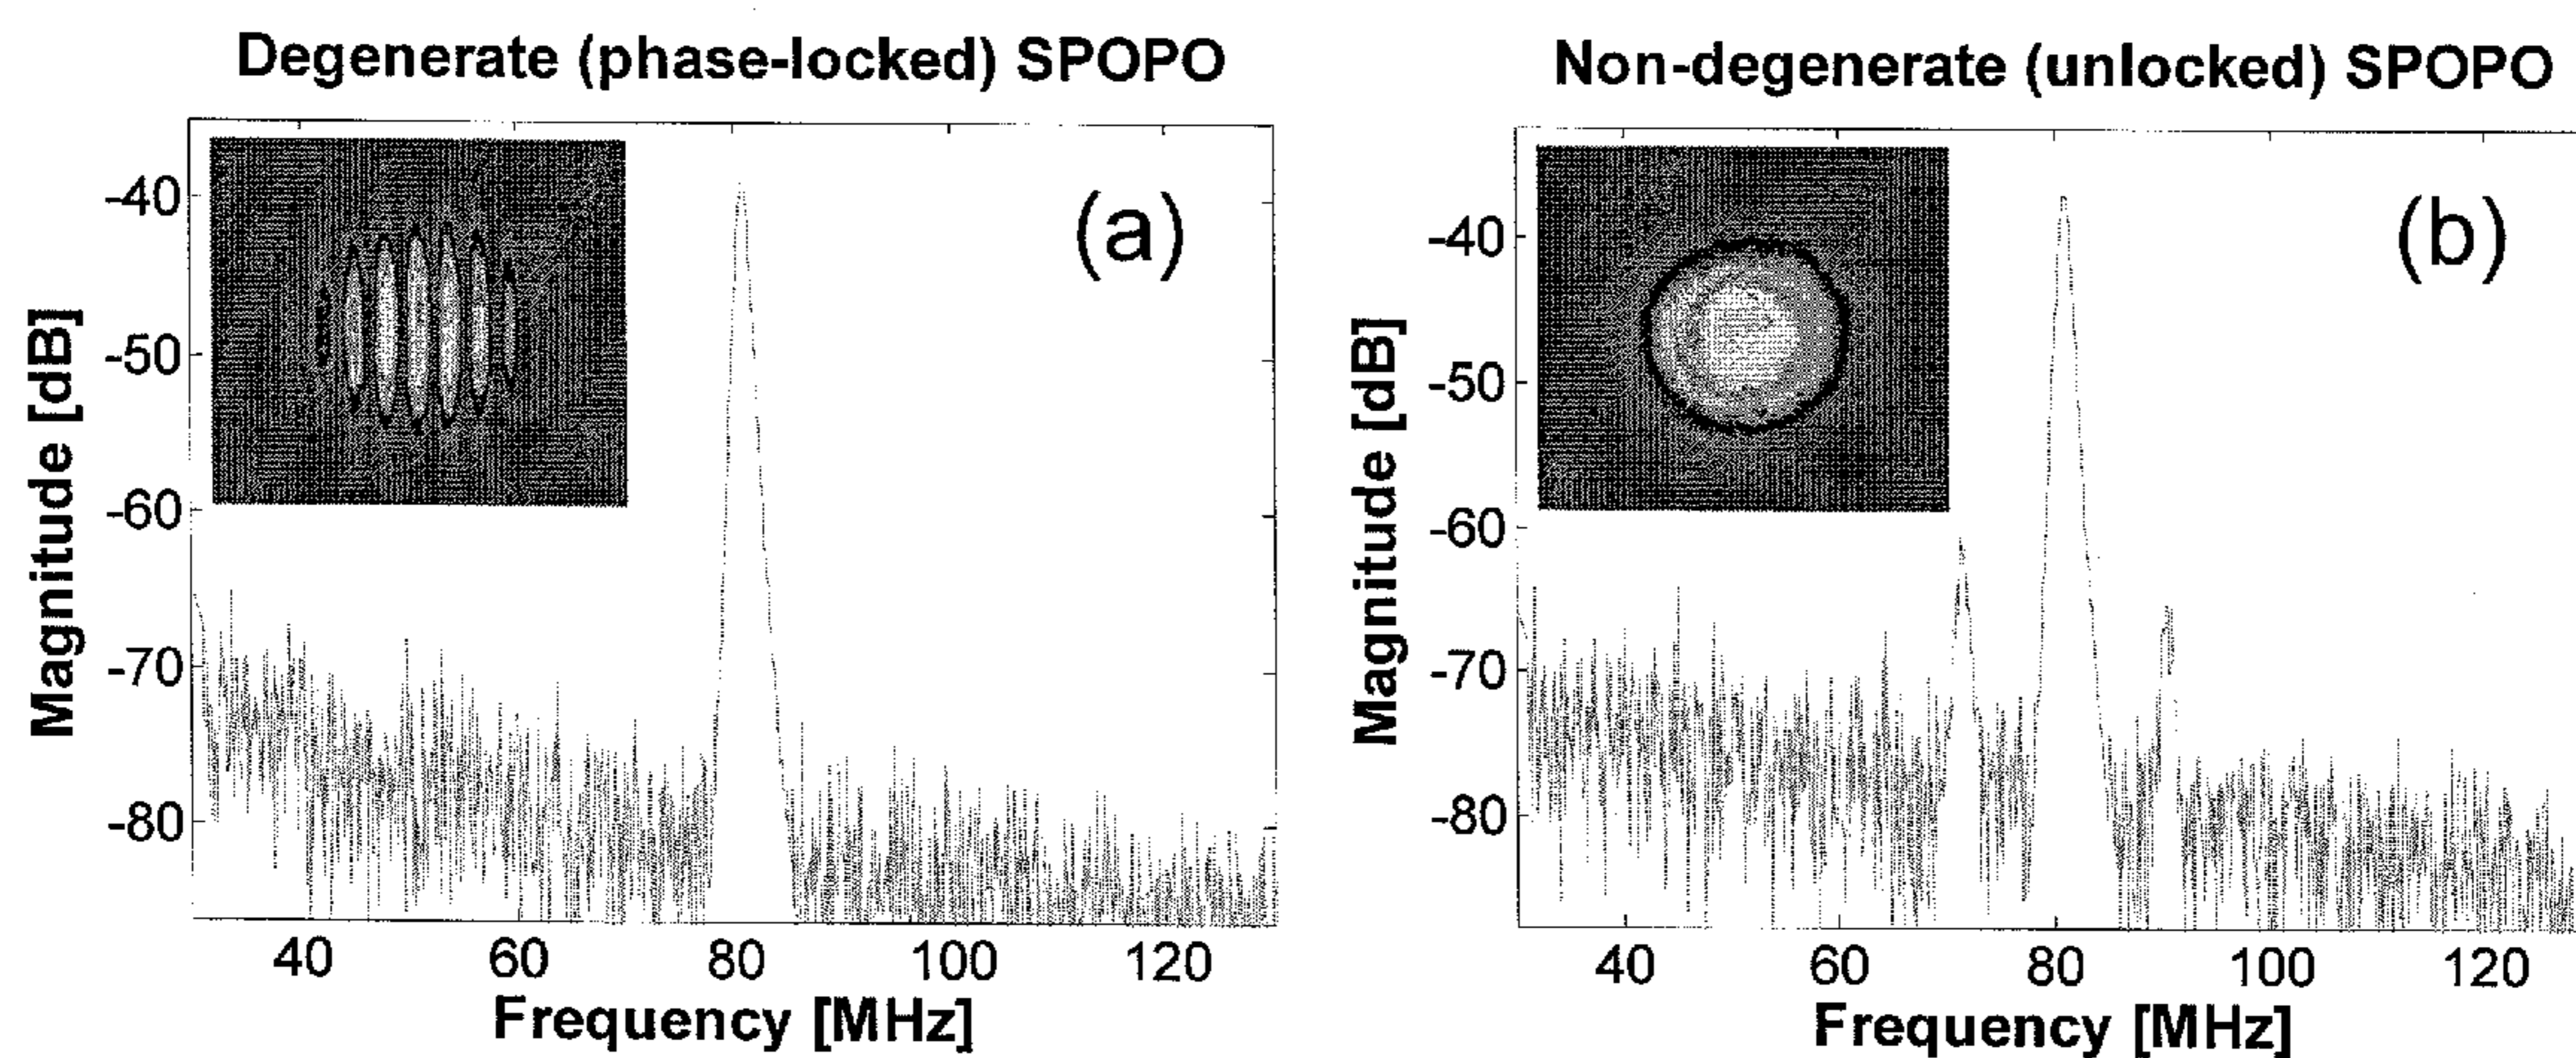 Degenerate (phase-locked) SPOPO
(a)
Magnitude [dB]
-40
-50
-60
-70
-80
40 60 80 100 120
Frequency [MHz]
Non-degenerate (unlocked) SPOPO
(b)
Magnitude [dB]
-40
-50
-60
-70
-80
40 60 80 100 120
Frequency [MHz]